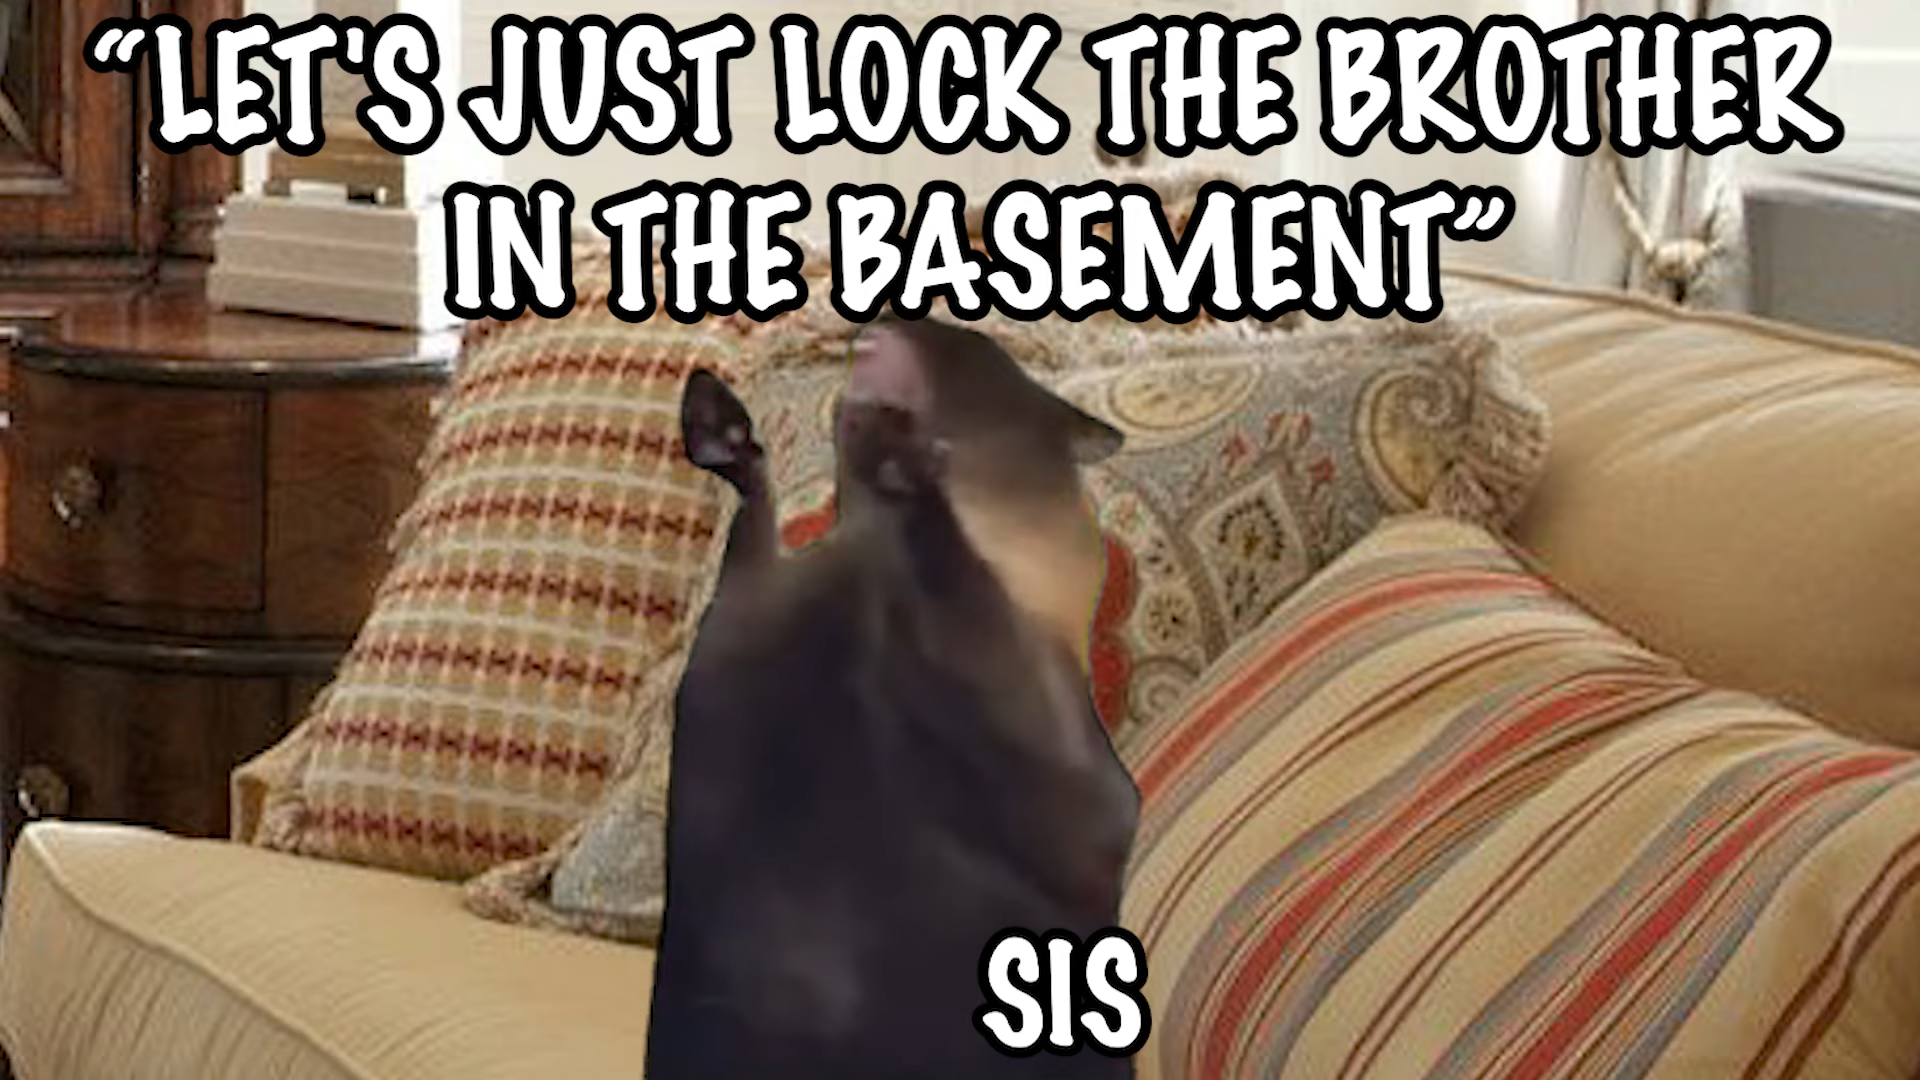 “LET'S JUST LOCK THE BROTHER
IN THE BASEMENT”
SIS